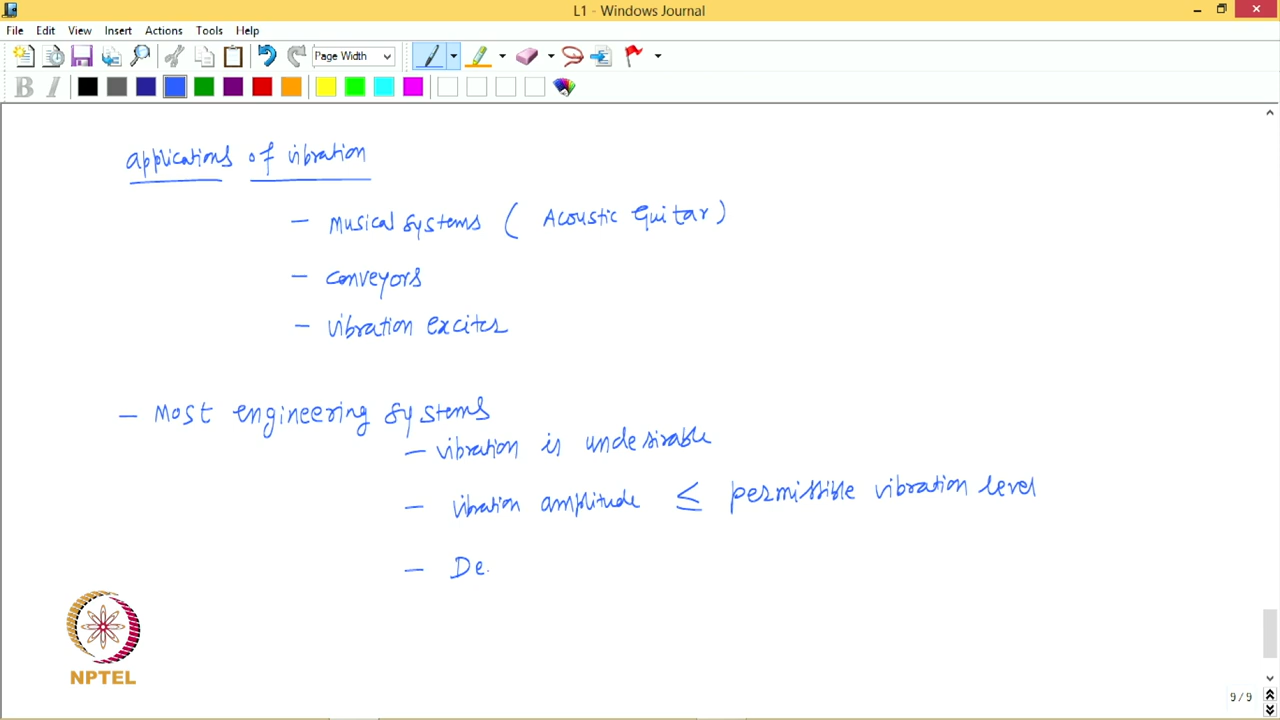 L1 - Windows Journal
File Edit View Insert Actions Tools Help
Page Width
B I
applications of vibration
- Musical systems ( Acoustic Guitar )
- conveyors
- vibration exciter
- Most engineering systems
- vibration is undesirable
- vibration amplitude ≤ permissible vibration level
- De
NPTEL
9 / 9